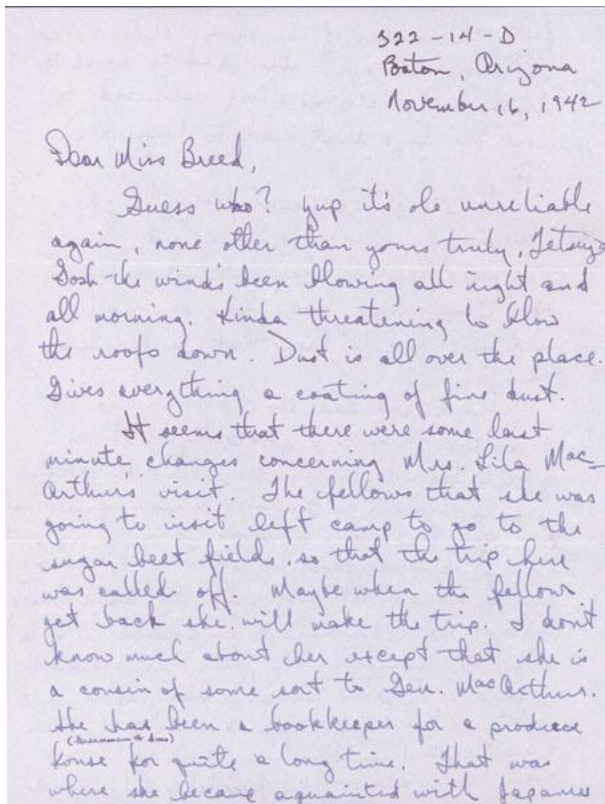 322-14-D
Poston, Arizona
November 16, 1942
Dear Miss Breed,
Guess who? Yup it's ole unreliable
again, none other than yours truly, Tetsuzo
Gosh the winds been blowing all night and
all morning. Kinda threatening to blow
the roofs down. Dust is all over the place.
Gives everything a coating of fine dust.
It seems that there were some last
minute changes concerning Mrs. Lila Mac-
Arthur's visit. The fellows that she was
going to visit left camp to go to the
sugar beet fields, so that the trip here
was called off. Maybe when the fellows
get back she will make the trip. I don't
know much about her except that she is
a cousin of some sort to Gen. MacArthur.
She has been a bookkeeper for a produce
house for quite a long time. That was
where she became aquainted with Japanese